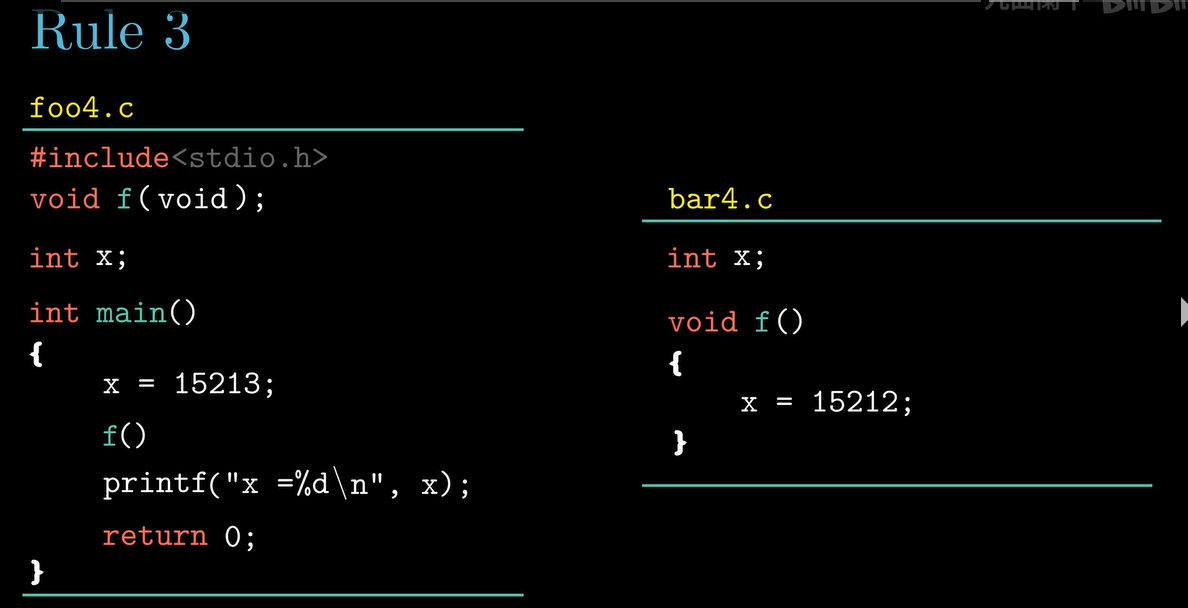 Rule 3
foo4.c
#include<stdio.h>
void f(void);
int x;
int main()
{
x = 15213;
f()
printf("x =%d\n", x);
return 0;
}
bar4.c
int x;
void f()
{
x = 15212;
}